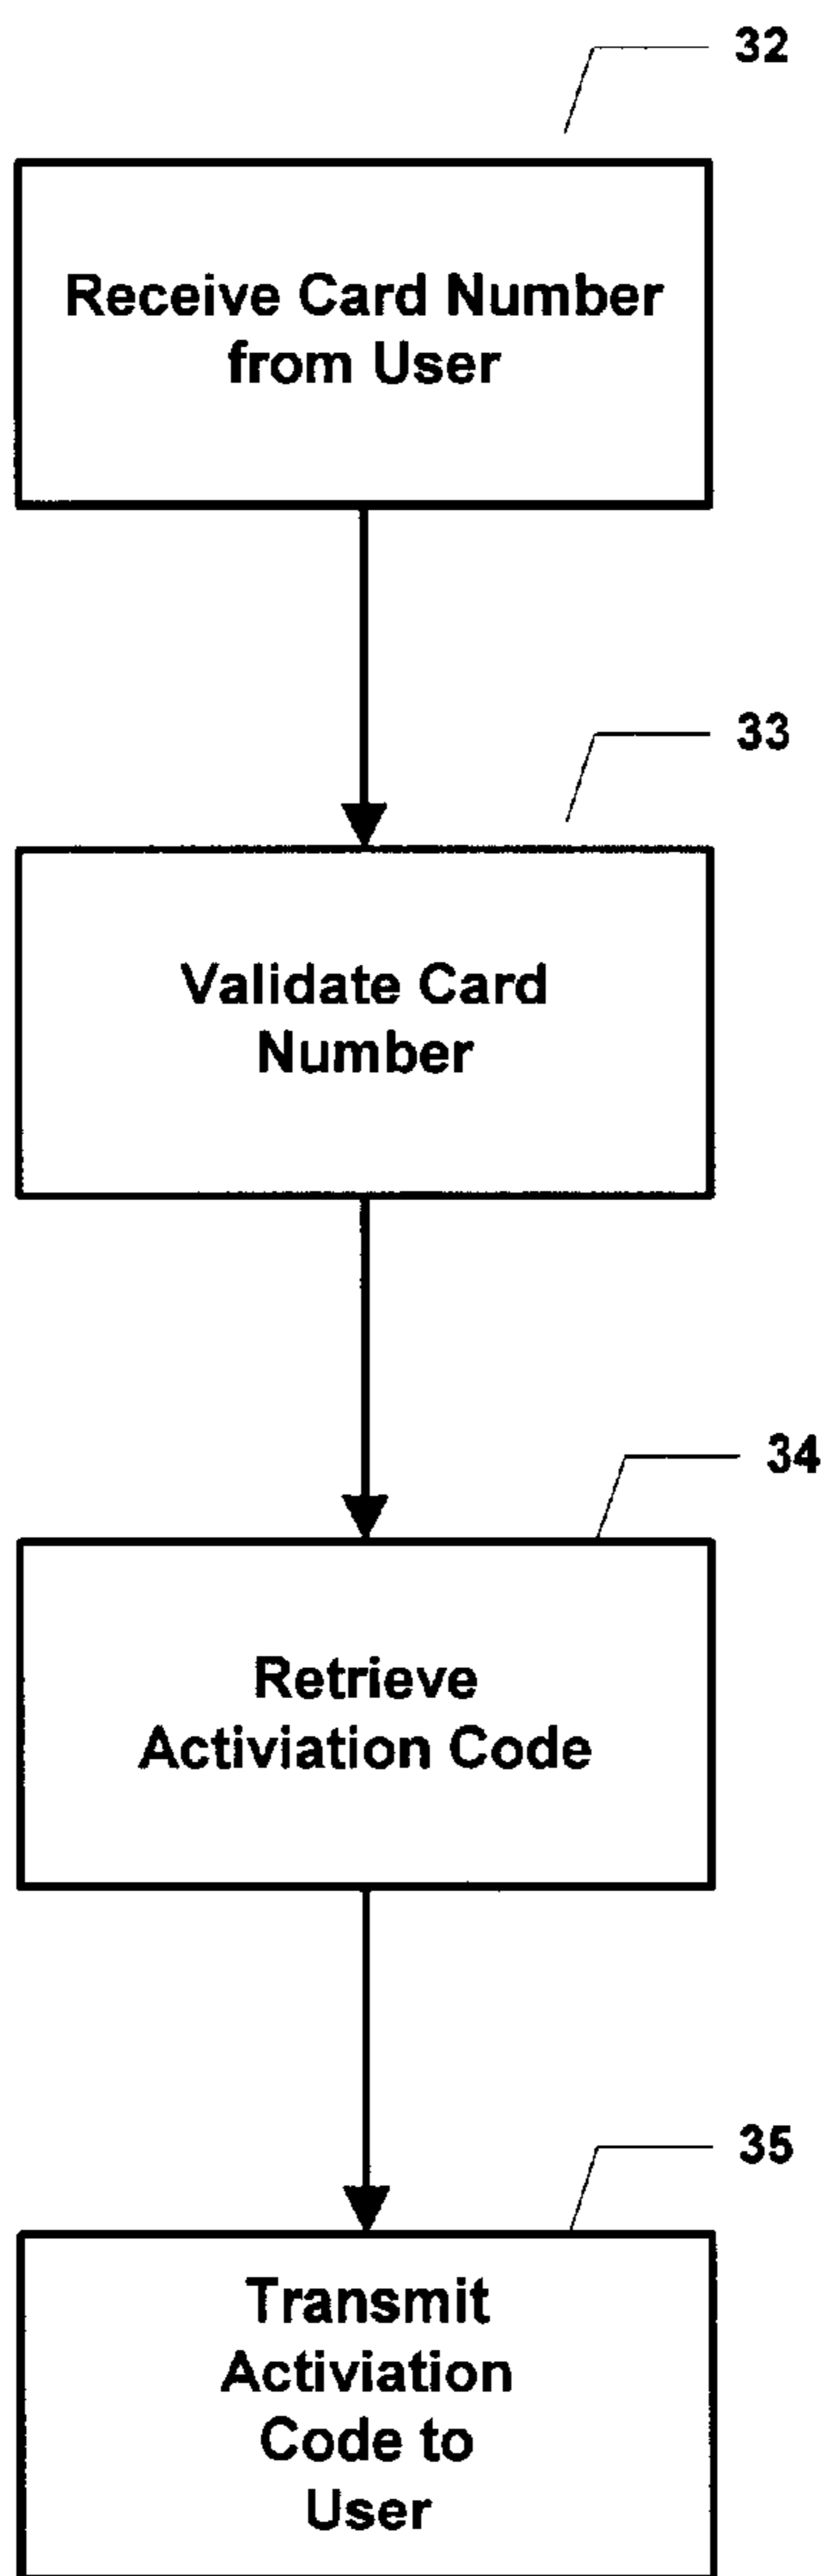 32
Receive Card Number
from User
33
Validate Card
Number
34
Retrieve
Activiation Code
35
Transmit
Activiation
Code to
User